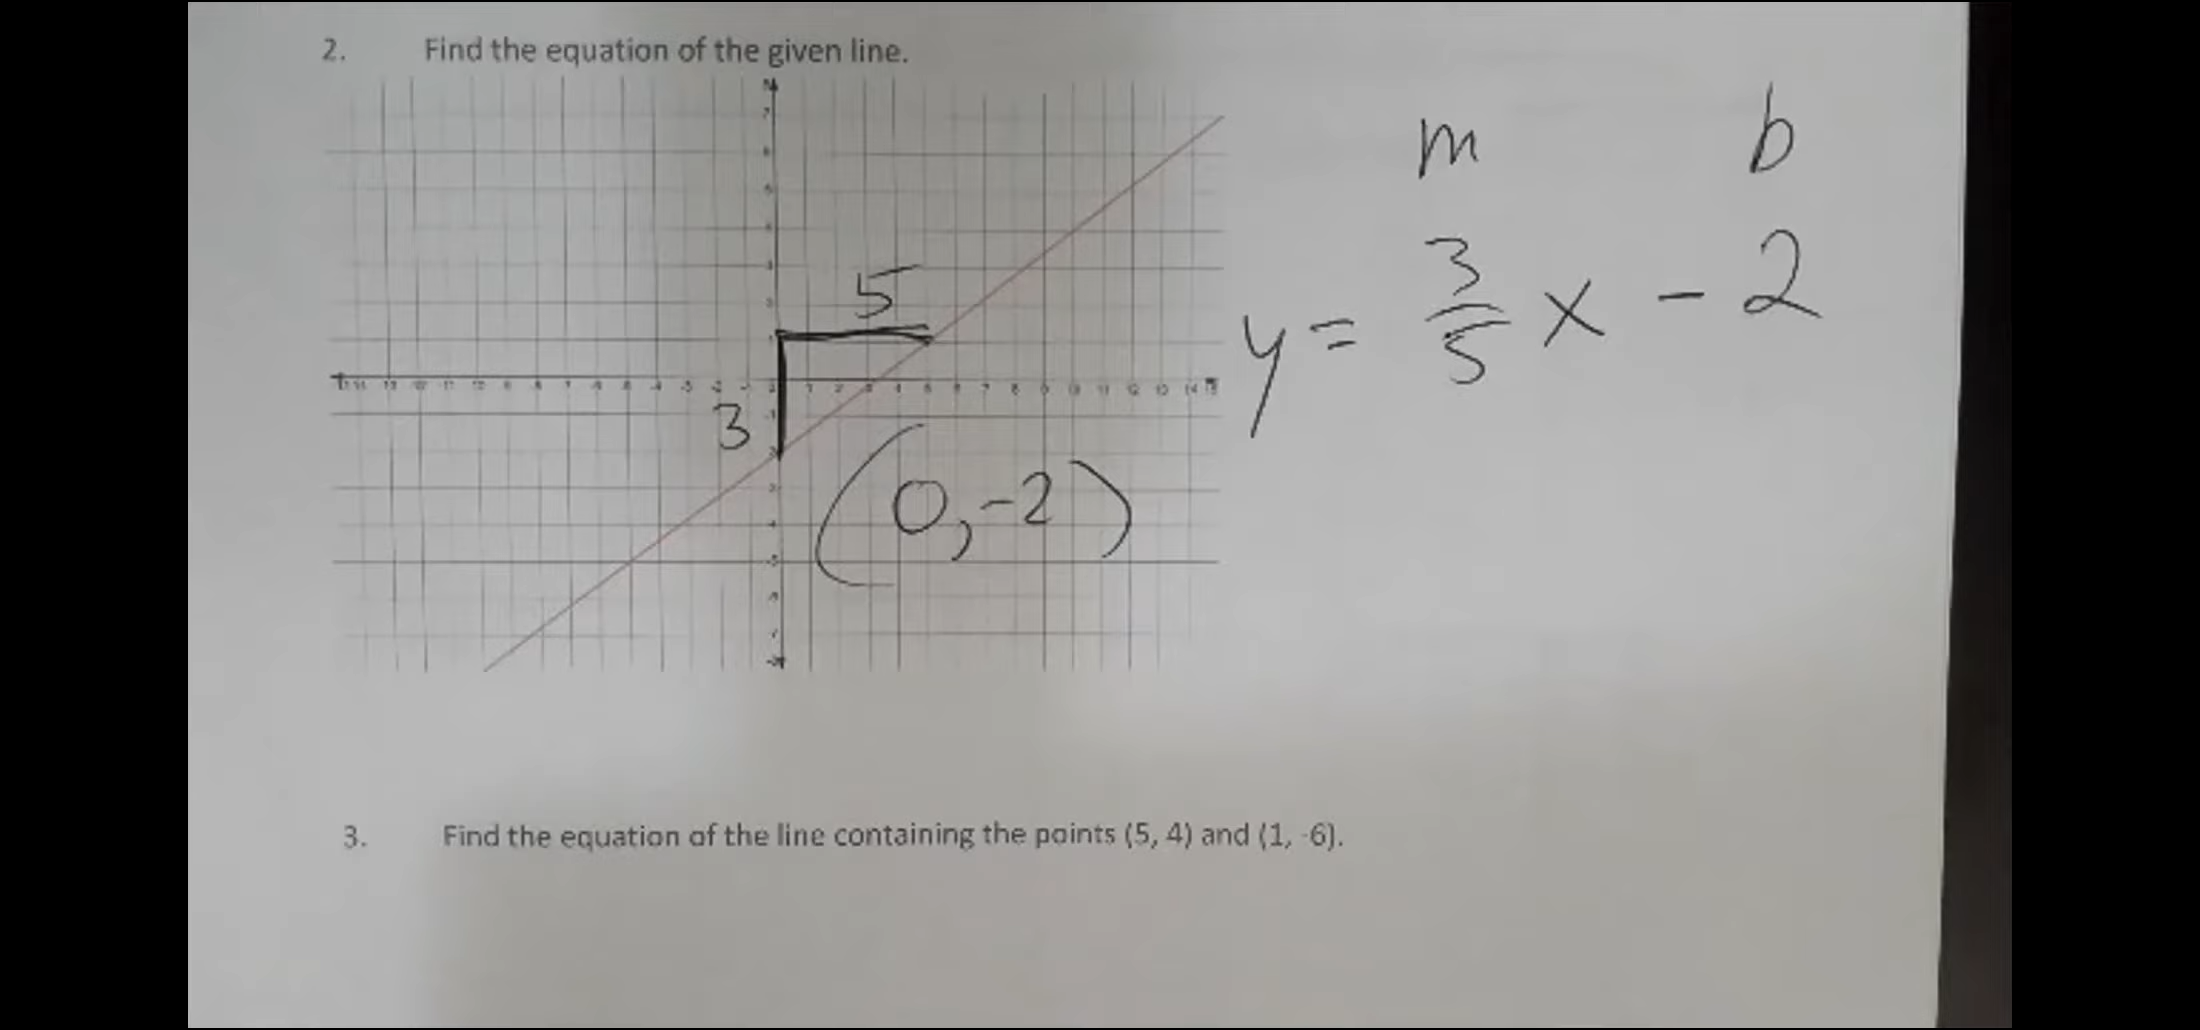 2. Find the equation of the given line.
m b
y = 3/5 x - 2
5
3
(0, -2)
3. Find the equation of the line containing the points (5, 4) and (1, -6).